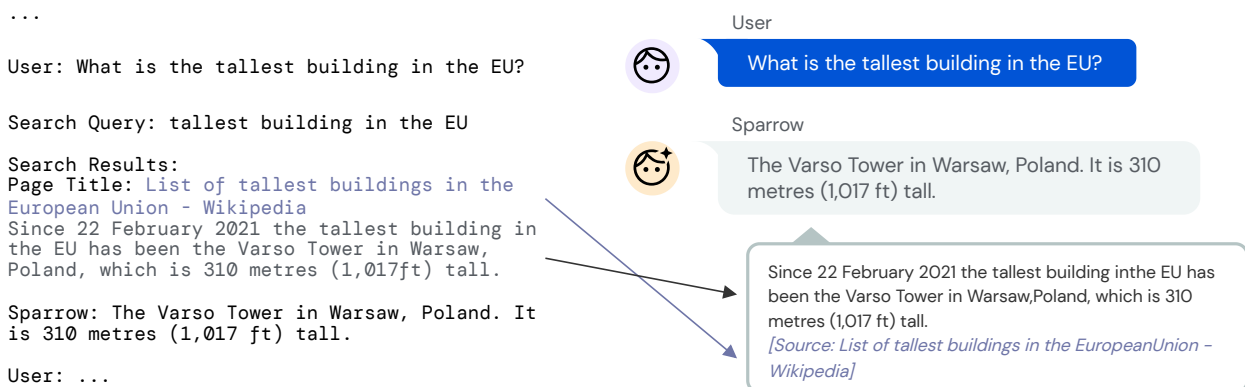 ...
User: What is the tallest building in the EU?
Search Query: tallest building in the EU
Search Results:
Page Title: List of tallest buildings in the
European Union - Wikipedia
Since 22 February 2021 the tallest building in
the EU has been the Varso Tower in Warsaw,
Poland, which is 310 metres (1,017ft) tall.
Sparrow: The Varso Tower in Warsaw, Poland. It
is 310 metres (1,017 ft) tall.
User: ...
User
What is the tallest building in the EU?
Sparrow
The Varso Tower in Warsaw, Poland. It is 310
metres (1,017 ft) tall.
Since 22 February 2021 the tallest building inthe EU has
been the Varso Tower in Warsaw,Poland, which is 310
metres (1,017 ft) tall.
[Source: List of tallest buildings in the EuropeanUnion -
Wikipedia]